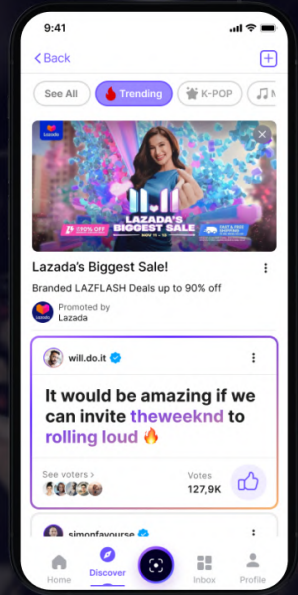 9:41
Back
See All
Trending
K-POP
Lazada
LAZADA'S
BIGGEST SALE
90% OFF
Lazada's Biggest Sale!
Branded LAZFLASH Deals up to 90% off
Promoted by
Lazada
will.do.it
It would be amazing if we
can invite theweeknd to
rolling loud 🔥
See voters >
Votes
127,9K
simonfavourse
Home
Discover
Inbox
Profile